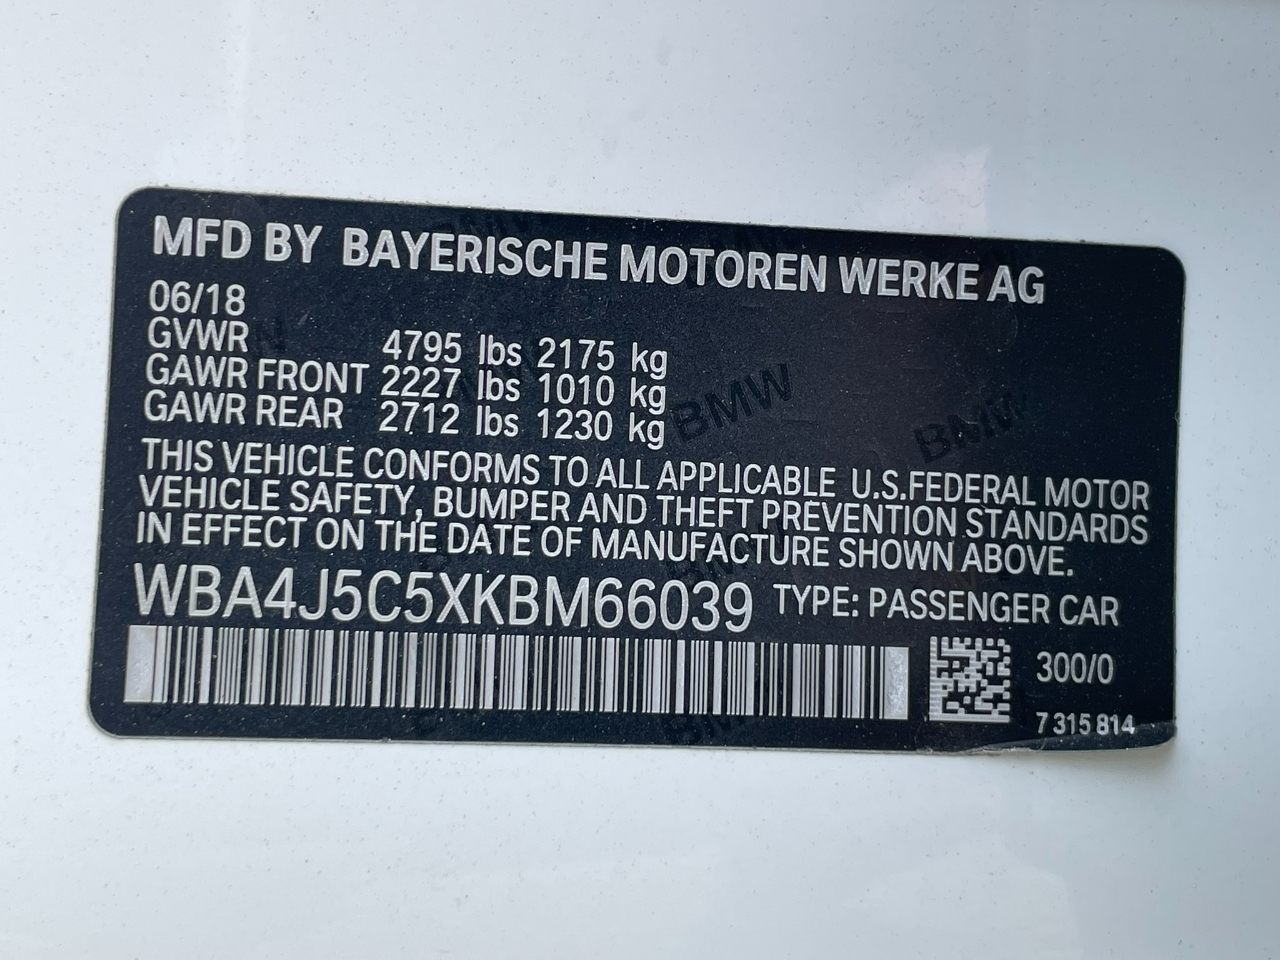 MFD BY BAYERISCHE MOTOREN WERKE AG
06/18
GVWR 4795 lbs 2175 kg
GAWR FRONT 2227 lbs 1010 kg
GAWR REAR 2712 lbs 1230 kg
THIS VEHICLE CONFORMS TO ALL APPLICABLE U.S.FEDERAL MOTOR
VEHICLE SAFETY, BUMPER AND THEFT PREVENTION STANDARDS
IN EFFECT ON THE DATE OF MANUFACTURE SHOWN ABOVE.
WBA4J5C5XKBM66039 TYPE: PASSENGER CAR
300/0
7 315 814
BMW
BMW